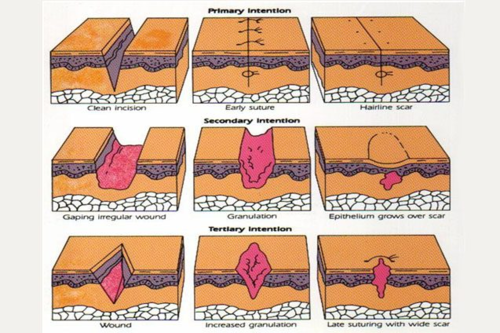 Primary intention
Clean incision
Early suture
Hairline scar
Secondary intention
Gaping irregular wound
Granulation
Epithelium grows over scar
Tertiary intention
Wound
Increased granulation
Late suturing with wide scar